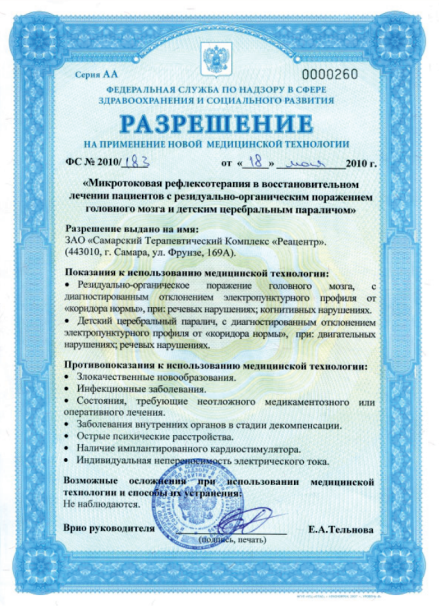 Серия АА
0000260
ФЕДЕРАЛЬНАЯ СЛУЖБА ПО НАДЗОРУ В СФЕРЕ
ЗДРАВООХРАНЕНИЯ И СОЦИАЛЬНОГО РАЗВИТИЯ
РАЗРЕШЕНИЕ
НА ПРИМЕНЕНИЕ НОВОЙ МЕДИЦИНСКОЙ ТЕХНОЛОГИИ
ФС № 2010/183 от «18» 2010 г.
«Микротоковая рефлексотерапия в восстановительном
лечении пациентов с резидуально-органическим поражением
головного мозга и детским церебральным параличом»
Разрешение выдано на имя:
ЗАО «Самарский Терапевтический Комплекс «Реацентр».
(443010, г. Самара, ул. Фрунзе, 169А).
Показания к использованию медицинской технологии:
• Резидуально-органическое поражение головного мозга, с
диагностированным отклонением электропунктурного профиля от
«коридора нормы», при: речевых нарушениях; когнитивных нарушениях.
• Детский церебральный паралич, с диагностированным отклонением
электропунктурного профиля от «коридора нормы», при: двигательных
нарушениях; речевых нарушениях.
Противопоказания к использованию медицинской технологии:
• Злокачественные новообразования.
• Инфекционные заболевания.
• Состояния, требующие неотложного медикаментозного или
оперативного лечения.
• Заболевания внутренних органов в стадии декомпенсации.
• Острые психические расстройства.
• Наличие имплантированного кардиостимулятора.
• Индивидуальная непереносимость электрического тока.
Возможные осложнения при использовании медицинской
технологии и способы их устранения:
Не наблюдаются.
Врио руководителя
Е.А.Тельнова
(подпись, печать)